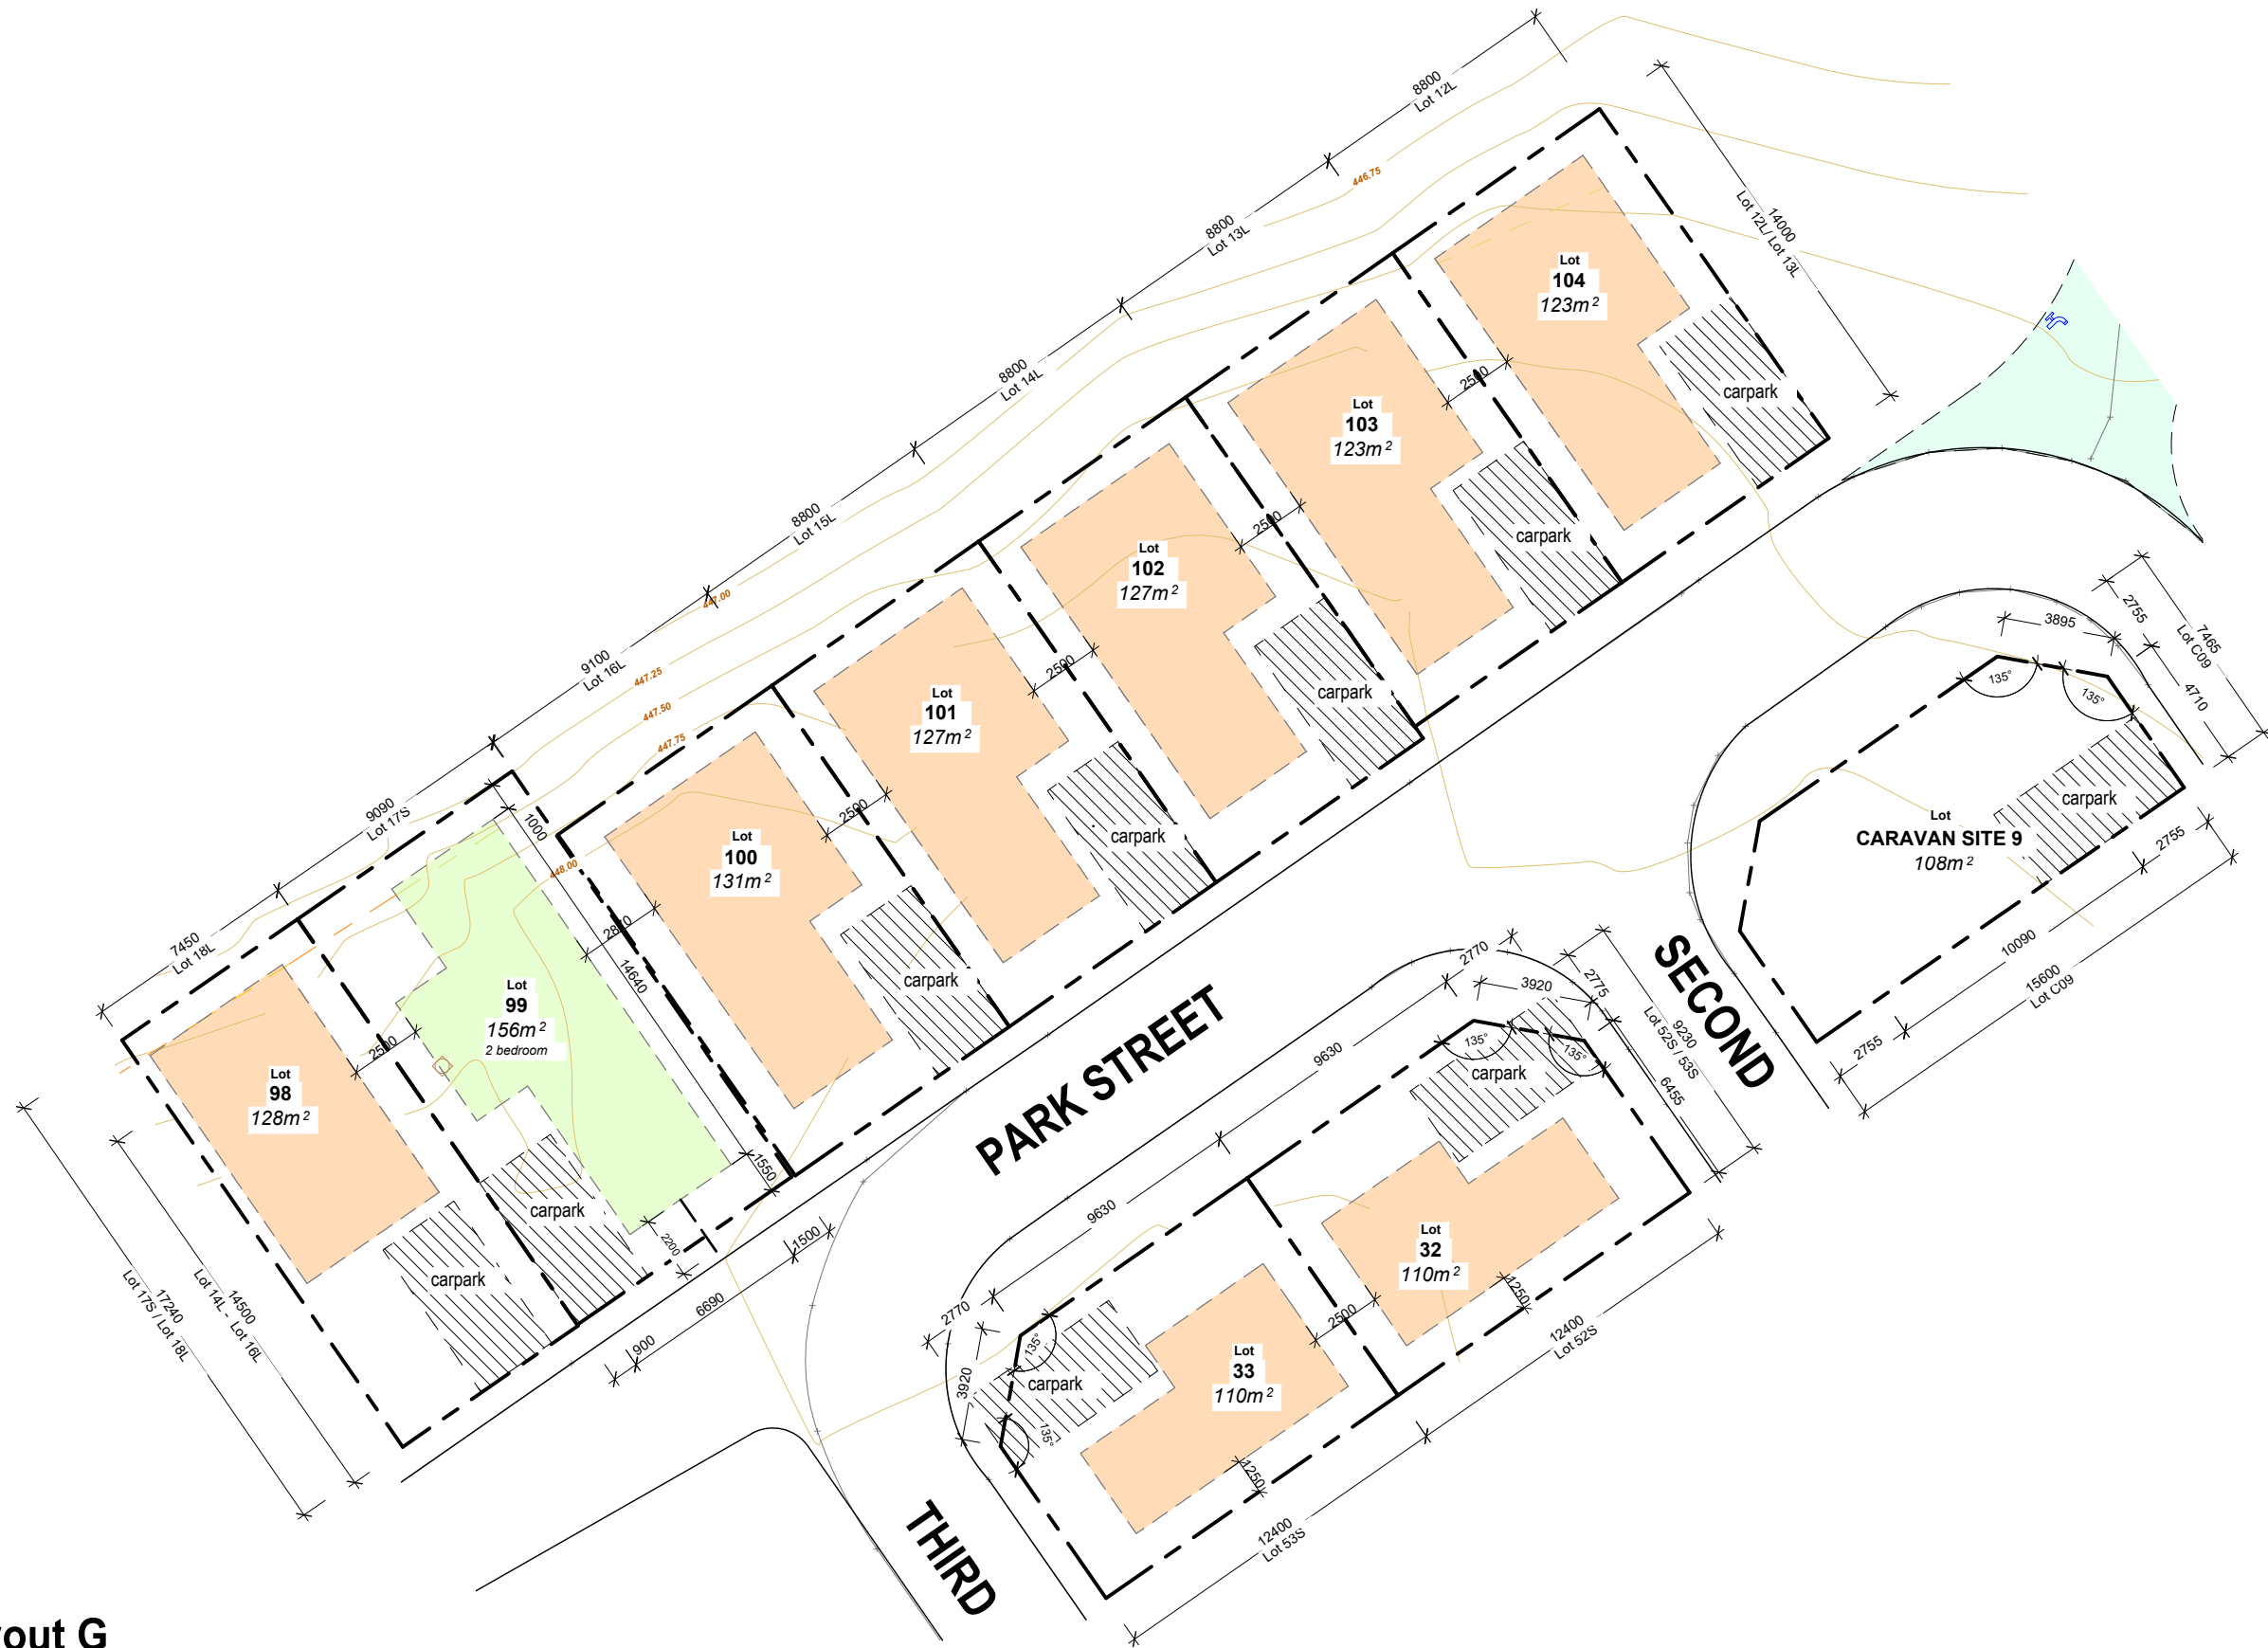 8800
Lot 12L
14000
Lot 12L/ Lot 13L
446.75
8800
Lot 13L
Lot
104
123m²
carpark
8800
Lot 14L
2500
Lot
103
123m²
carpark
8800
Lot 15L
2500
Lot
102
127m²
carpark
447.00
9100
Lot 16L
447.25
447.50
447.75
2500
Lot
101
127m²
carpark
9090
Lot 17S
1000
448.00
2500
Lot
100
131m²
carpark
7450
Lot 18L
14640
Lot
99
156m²
2 bedroom
carpark
2500
Lot
98
128m²
carpark
1550
2200
1500
6690
900
17240
Lot 17S / Lot 18L
14500
Lot 14L - Lot 16L
PARK STREET
SECOND
THIRD
2755
7465
Lot C09
3895
4710
135°
135°
carpark
Lot
CARAVAN SITE 9
108m²
2755
10090
15600
Lot C09
2755
2770
3920
2775
9230
Lot 52S / 53S
6455
9630
135°
135°
carpark
9630
Lot
32
110m²
1250
2500
12400
Lot 52S
2770
3920
135°
135°
carpark
Lot
33
110m²
1250
12400
Lot 53S
yout G